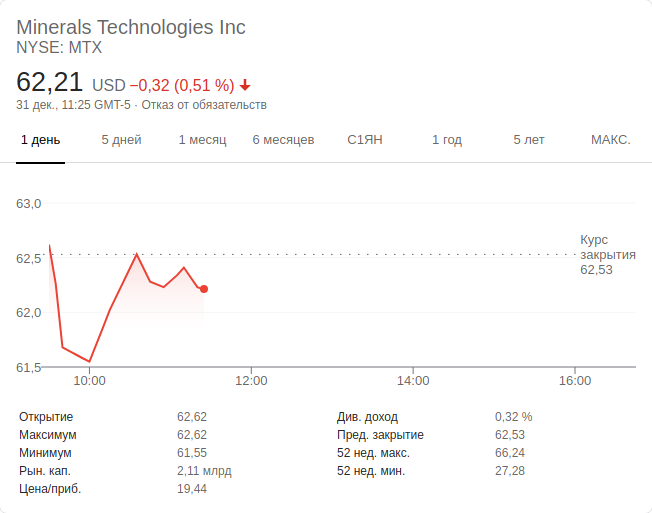 Minerals Technologies Inc
NYSE: MTX
62,21 USD −0,32 (0,51 %)
31 дек., 11:25 GMT-5 · Отказ от обязательств
1 день 5 дней 1 месяц 6 месяцев С1ЯН 1 год 5 лет МАКС.
63,0
Курс
закрытия
62,53
62,5
62,0
61,5
10:00 12:00 14:00 16:00
Открытие 62,62 Див. доход 0,32 %
Максимум 62,62 Пред. закрытие 62,53
Минимум 61,55 52 нед. макс. 66,24
Рын. кап. 2,11 млрд 52 нед. мин. 27,28
Цена/приб. 19,44